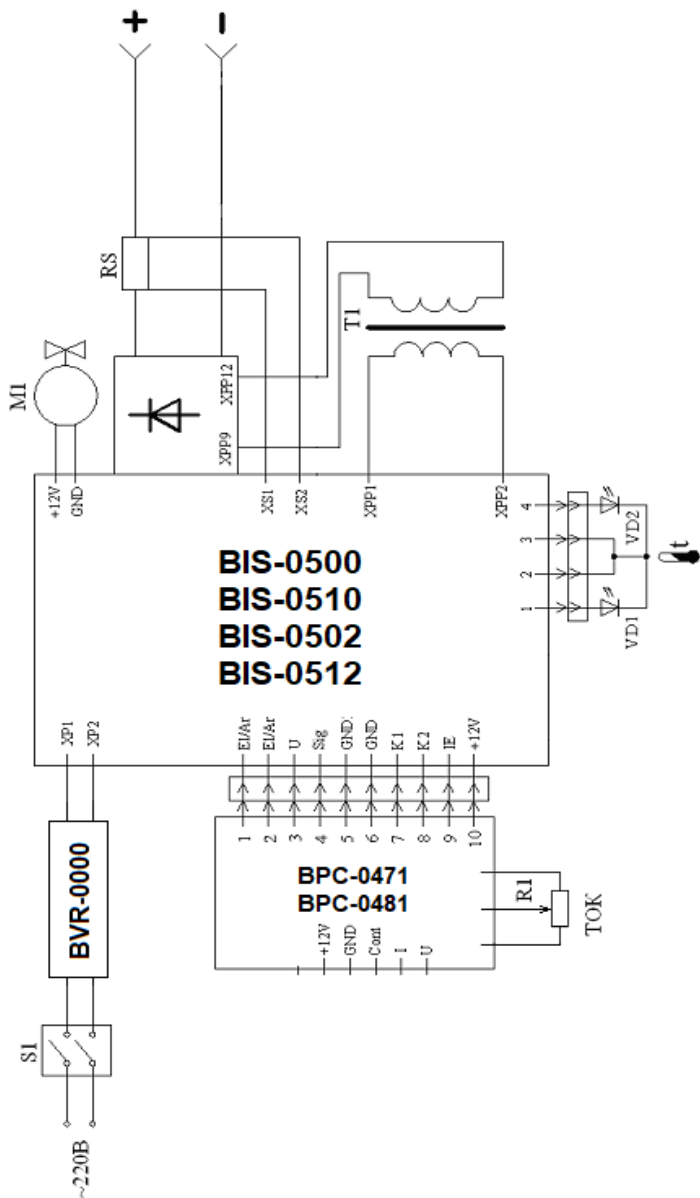 +
-
RS
M1
T1
+12V
GND
XPP9
XPP12
XS1
XS2
XPP1
XPP2
BIS-0500
BIS-0510
BIS-0502
BIS-0512
1
2
3
4
VD1
VD2
t
XP1
XP2
El/Ar
El/Ar
U
Sig
GND.
GND
K1
K2
IE
+12V
1
2
3
4
5
6
7
8
9
10
BVR-0000
BPC-0471
BPC-0481
+12V
GND
Cont
I
U
R1
ТОК
S1
~220В